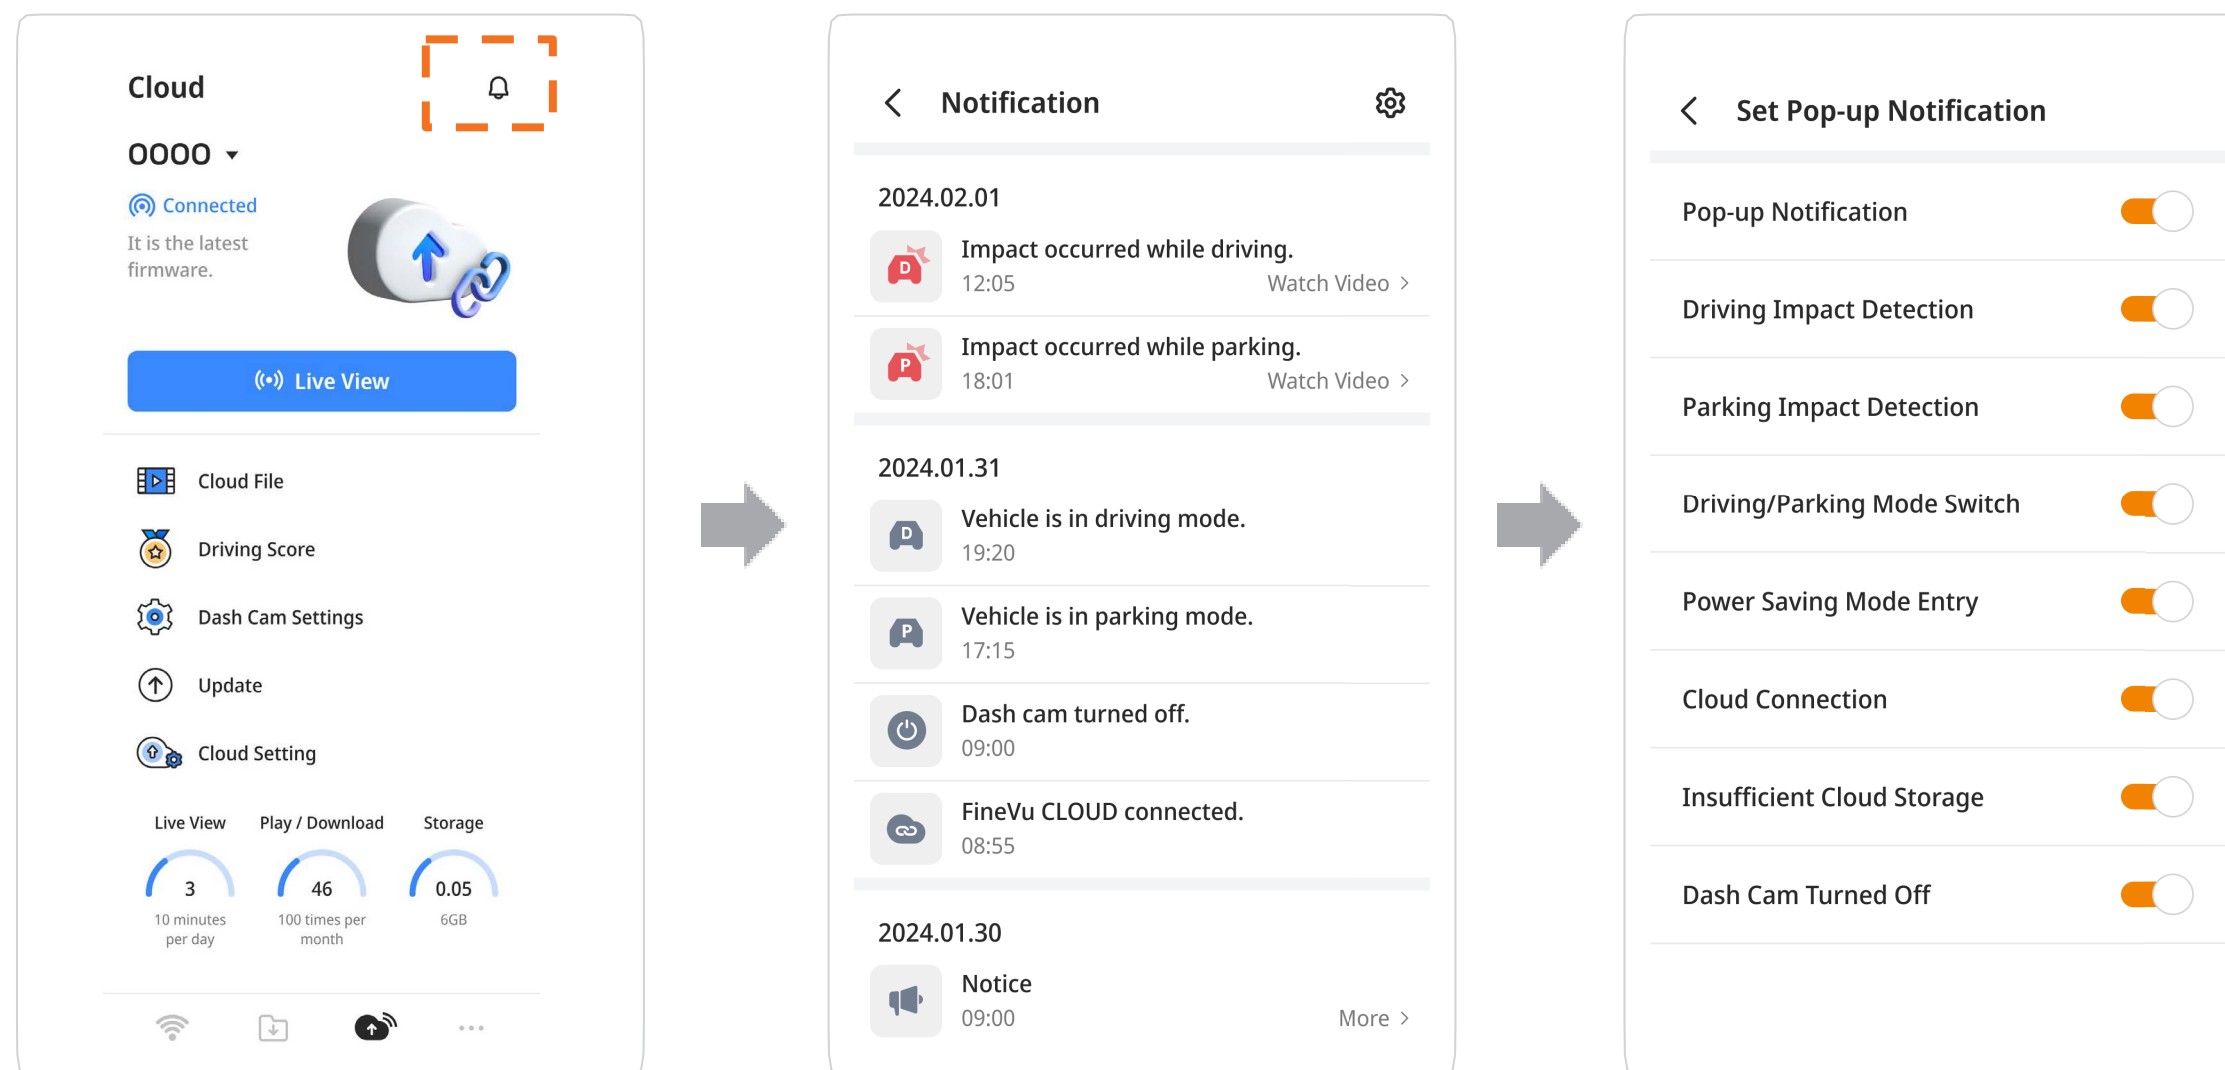 Cloud
OOOO
Connected
It is the latest
firmware.
Live View
Cloud File
Driving Score
Dash Cam Settings
Update
Cloud Setting
Live View
Play / Download
Storage
3
46
0.05
10 minutes
per day
100 times per
month
6GB
Notification
2024.02.01
D
Impact occurred while driving.
12:05
Watch Video >
P
Impact occurred while parking.
18:01
Watch Video >
2024.01.31
D
Vehicle is in driving mode.
19:20
P
Vehicle is in parking mode.
17:15
Dash cam turned off.
09:00
FineVu CLOUD connected.
08:55
2024.01.30
Notice
09:00
More >
Set Pop-up Notification
Pop-up Notification
Driving Impact Detection
Parking Impact Detection
Driving/Parking Mode Switch
Power Saving Mode Entry
Cloud Connection
Insufficient Cloud Storage
Dash Cam Turned Off